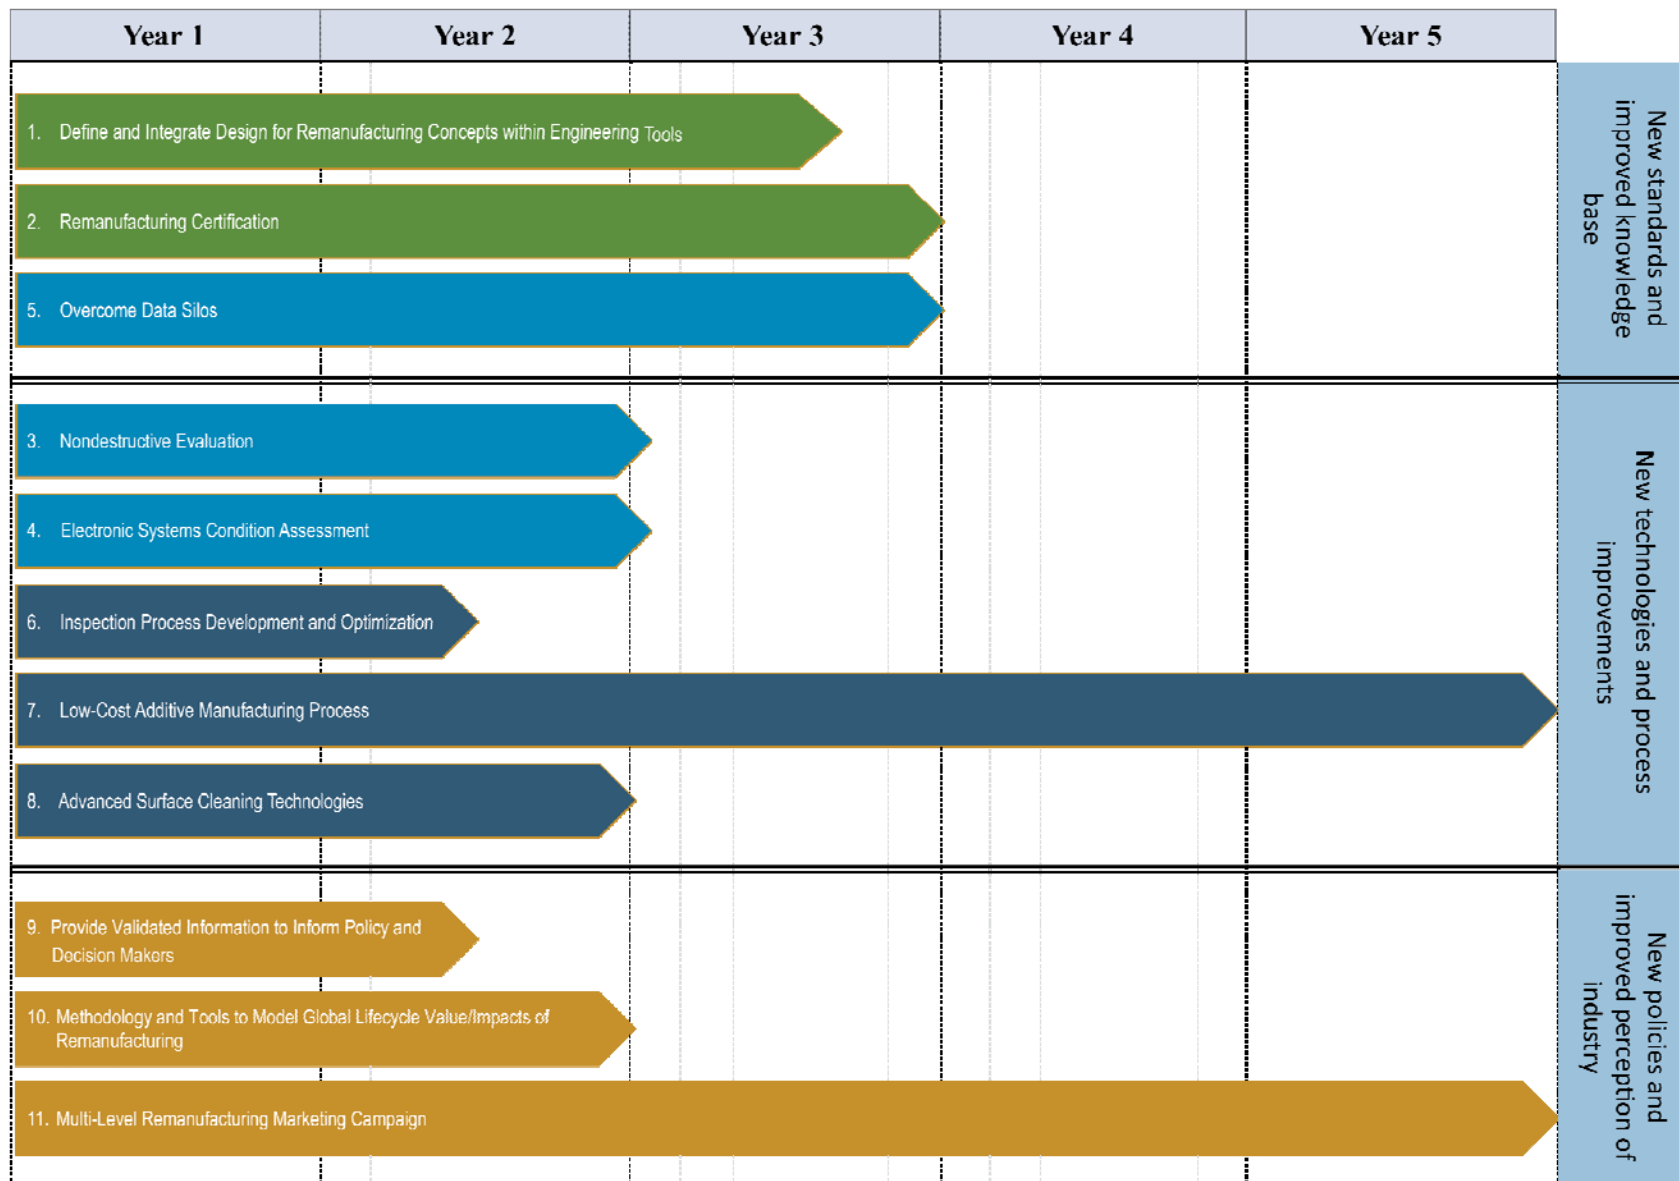 Year 1
Year 2
Year 3
Year 4
Year 5
1. Define and Integrate Design for Remanufacturing Concepts within Engineering Tools
2. Remanufacturing Certification
5. Overcome Data Silos
New standards and
improved knowledge
base
3. Nondestructive Evaluation
4. Electronic Systems Condition Assessment
6. Inspection Process Development and Optimization
7. Low-Cost Additive Manufacturing Process
8. Advanced Surface Cleaning Technologies
New technologies and process
improvements
9. Provide Validated Information to Inform Policy and
Decision Makers
10. Methodology and Tools to Model Global Lifecycle Value/Impacts of
Remanufacturing
11. Multi-Level Remanufacturing Marketing Campaign
New policies and
improved perception of
industry